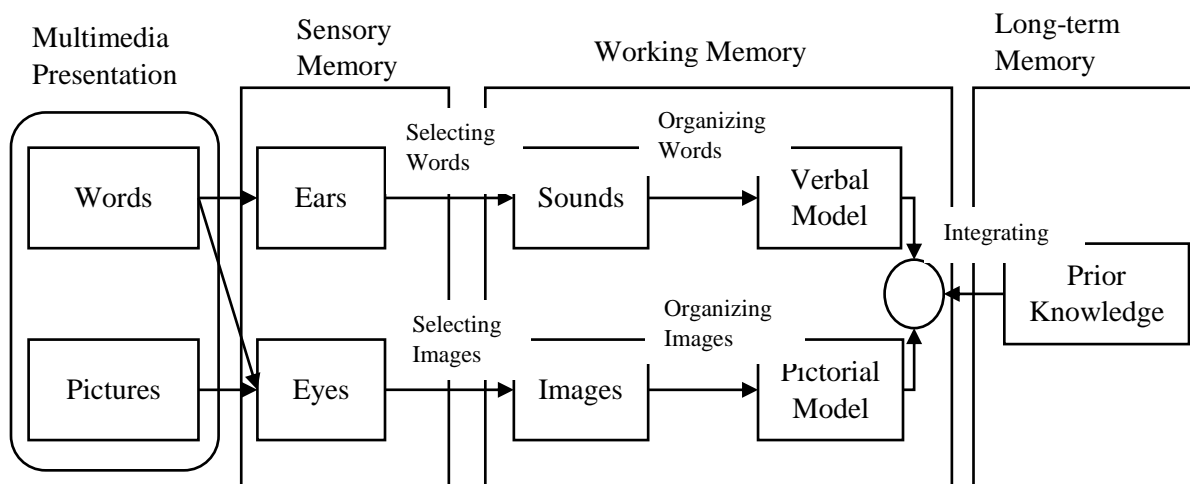 Multimedia
Presentation
Sensory
Memory
Working Memory
Long-term
Memory
Selecting
Words
Organizing
Words
Words
Ears
Sounds
Verbal
Model
Integrating
Prior
Knowledge
Selecting
Images
Organizing
Images
Pictures
Eyes
Images
Pictorial
Model